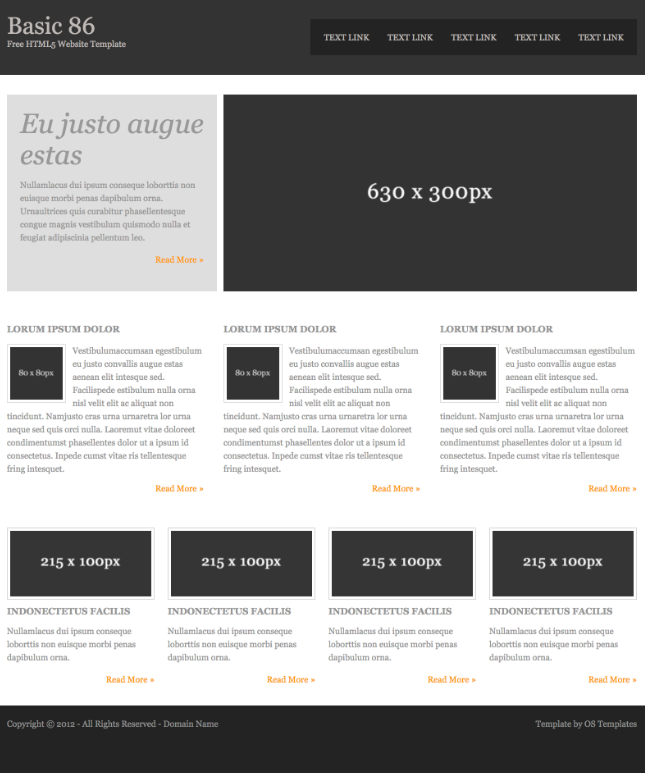 Basic 86
Free HTML5 Website Template
TEXT LINK TEXT LINK TEXT LINK TEXT LINK TEXT LINK
Eu justo augue
estas
Nullamlacus dui ipsum conseque loborttis non
euisque morbi penas dapibulum orna.
Urnaultrices quis curabitur phasellentesque
congue magnis vestibulum quismodo nulla et
feugiat adipiscinia pellentum leo.
Read More »
630 x 300px
LORUM IPSUM DOLOR
80 x 80px
Vestibulumaccumsan egestibulum
eu justo convallis augue estas
aenean elit intesque sed.
Facilispede estibulum nulla orna
nisl velit elit ac aliquat non
tincidunt. Namjusto cras urna urnaretra lor urna
neque sed quis orci nulla. Laoremut vitae doloreet
condimentumst phasellentes dolor ut a ipsum id
consectetus. Inpede cumst vitae ris tellentesque
fring intesquet.
Read More »
LORUM IPSUM DOLOR
80 x 80px
Vestibulumaccumsan egestibulum
eu justo convallis augue estas
aenean elit intesque sed.
Facilispede estibulum nulla orna
nisl velit elit ac aliquat non
tincidunt. Namjusto cras urna urnaretra lor urna
neque sed quis orci nulla. Laoremut vitae doloreet
condimentumst phasellentes dolor ut a ipsum id
consectetus. Inpede cumst vitae ris tellentesque
fring intesquet.
Read More »
LORUM IPSUM DOLOR
80 x 80px
Vestibulumaccumsan egestibulum
eu justo convallis augue estas
aenean elit intesque sed.
Facilispede estibulum nulla orna
nisl velit elit ac aliquat non
tincidunt. Namjusto cras urna urnaretra lor urna
neque sed quis orci nulla. Laoremut vitae doloreet
condimentumst phasellentes dolor ut a ipsum id
consectetus. Inpede cumst vitae ris tellentesque
fring intesquet.
Read More »
215 x 100px
INDONECTETUS FACILIS
Nullamlacus dui ipsum conseque
loborttis non euisque morbi penas
dapibulum orna.
Read More »
215 x 100px
INDONECTETUS FACILIS
Nullamlacus dui ipsum conseque
loborttis non euisque morbi penas
dapibulum orna.
Read More »
215 x 100px
INDONECTETUS FACILIS
Nullamlacus dui ipsum conseque
loborttis non euisque morbi penas
dapibulum orna.
Read More »
215 x 100px
INDONECTETUS FACILIS
Nullamlacus dui ipsum conseque
loborttis non euisque morbi penas
dapibulum orna.
Read More »
Copyright © 2012 - All Rights Reserved - Domain Name
Template by OS Templates